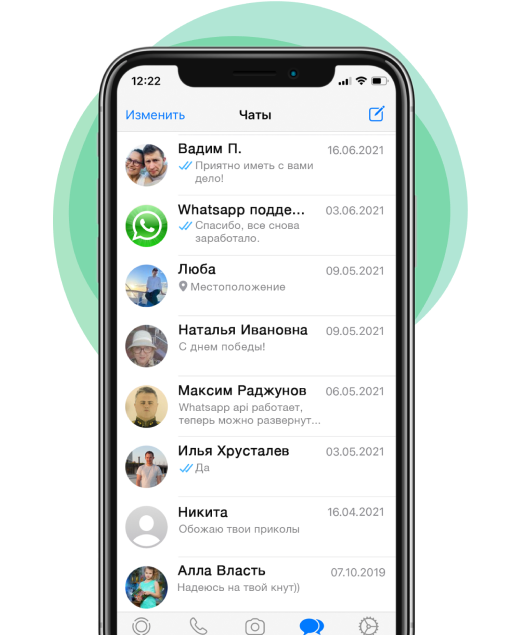 12:22
Изменить Чаты
Вадим П. 16.06.2021
Приятно иметь с вами
дело!
Whatsapp подде... 03.06.2021
Спасибо, все снова
заработало.
Люба 09.05.2021
Местоположение
Наталья Ивановна 09.05.2021
С днем победы!
Максим Раджунов 06.05.2021
Whatsapp api работает,
теперь можно развернут...
Илья Хрусталев 03.05.2021
Да
Никита 16.04.2021
Обожаю твои приколы
Алла Власть 07.10.2019
Надеюсь на твой кнут))